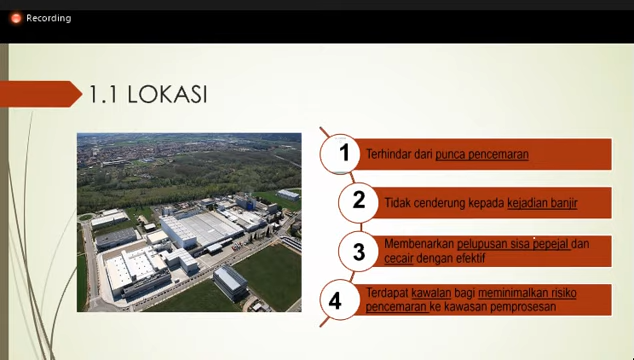 Recording
1.1 LOKASI
1
Terhindar dari punca pencemaran
2
Tidak cenderung kepada kejadian banjir
3
Membenarkan pelupusan sisa pepejal dan
cecair dengan efektif
4
Terdapat kawalan bagi meminimalkan risiko
pencemaran ke kawasan pemprosesan